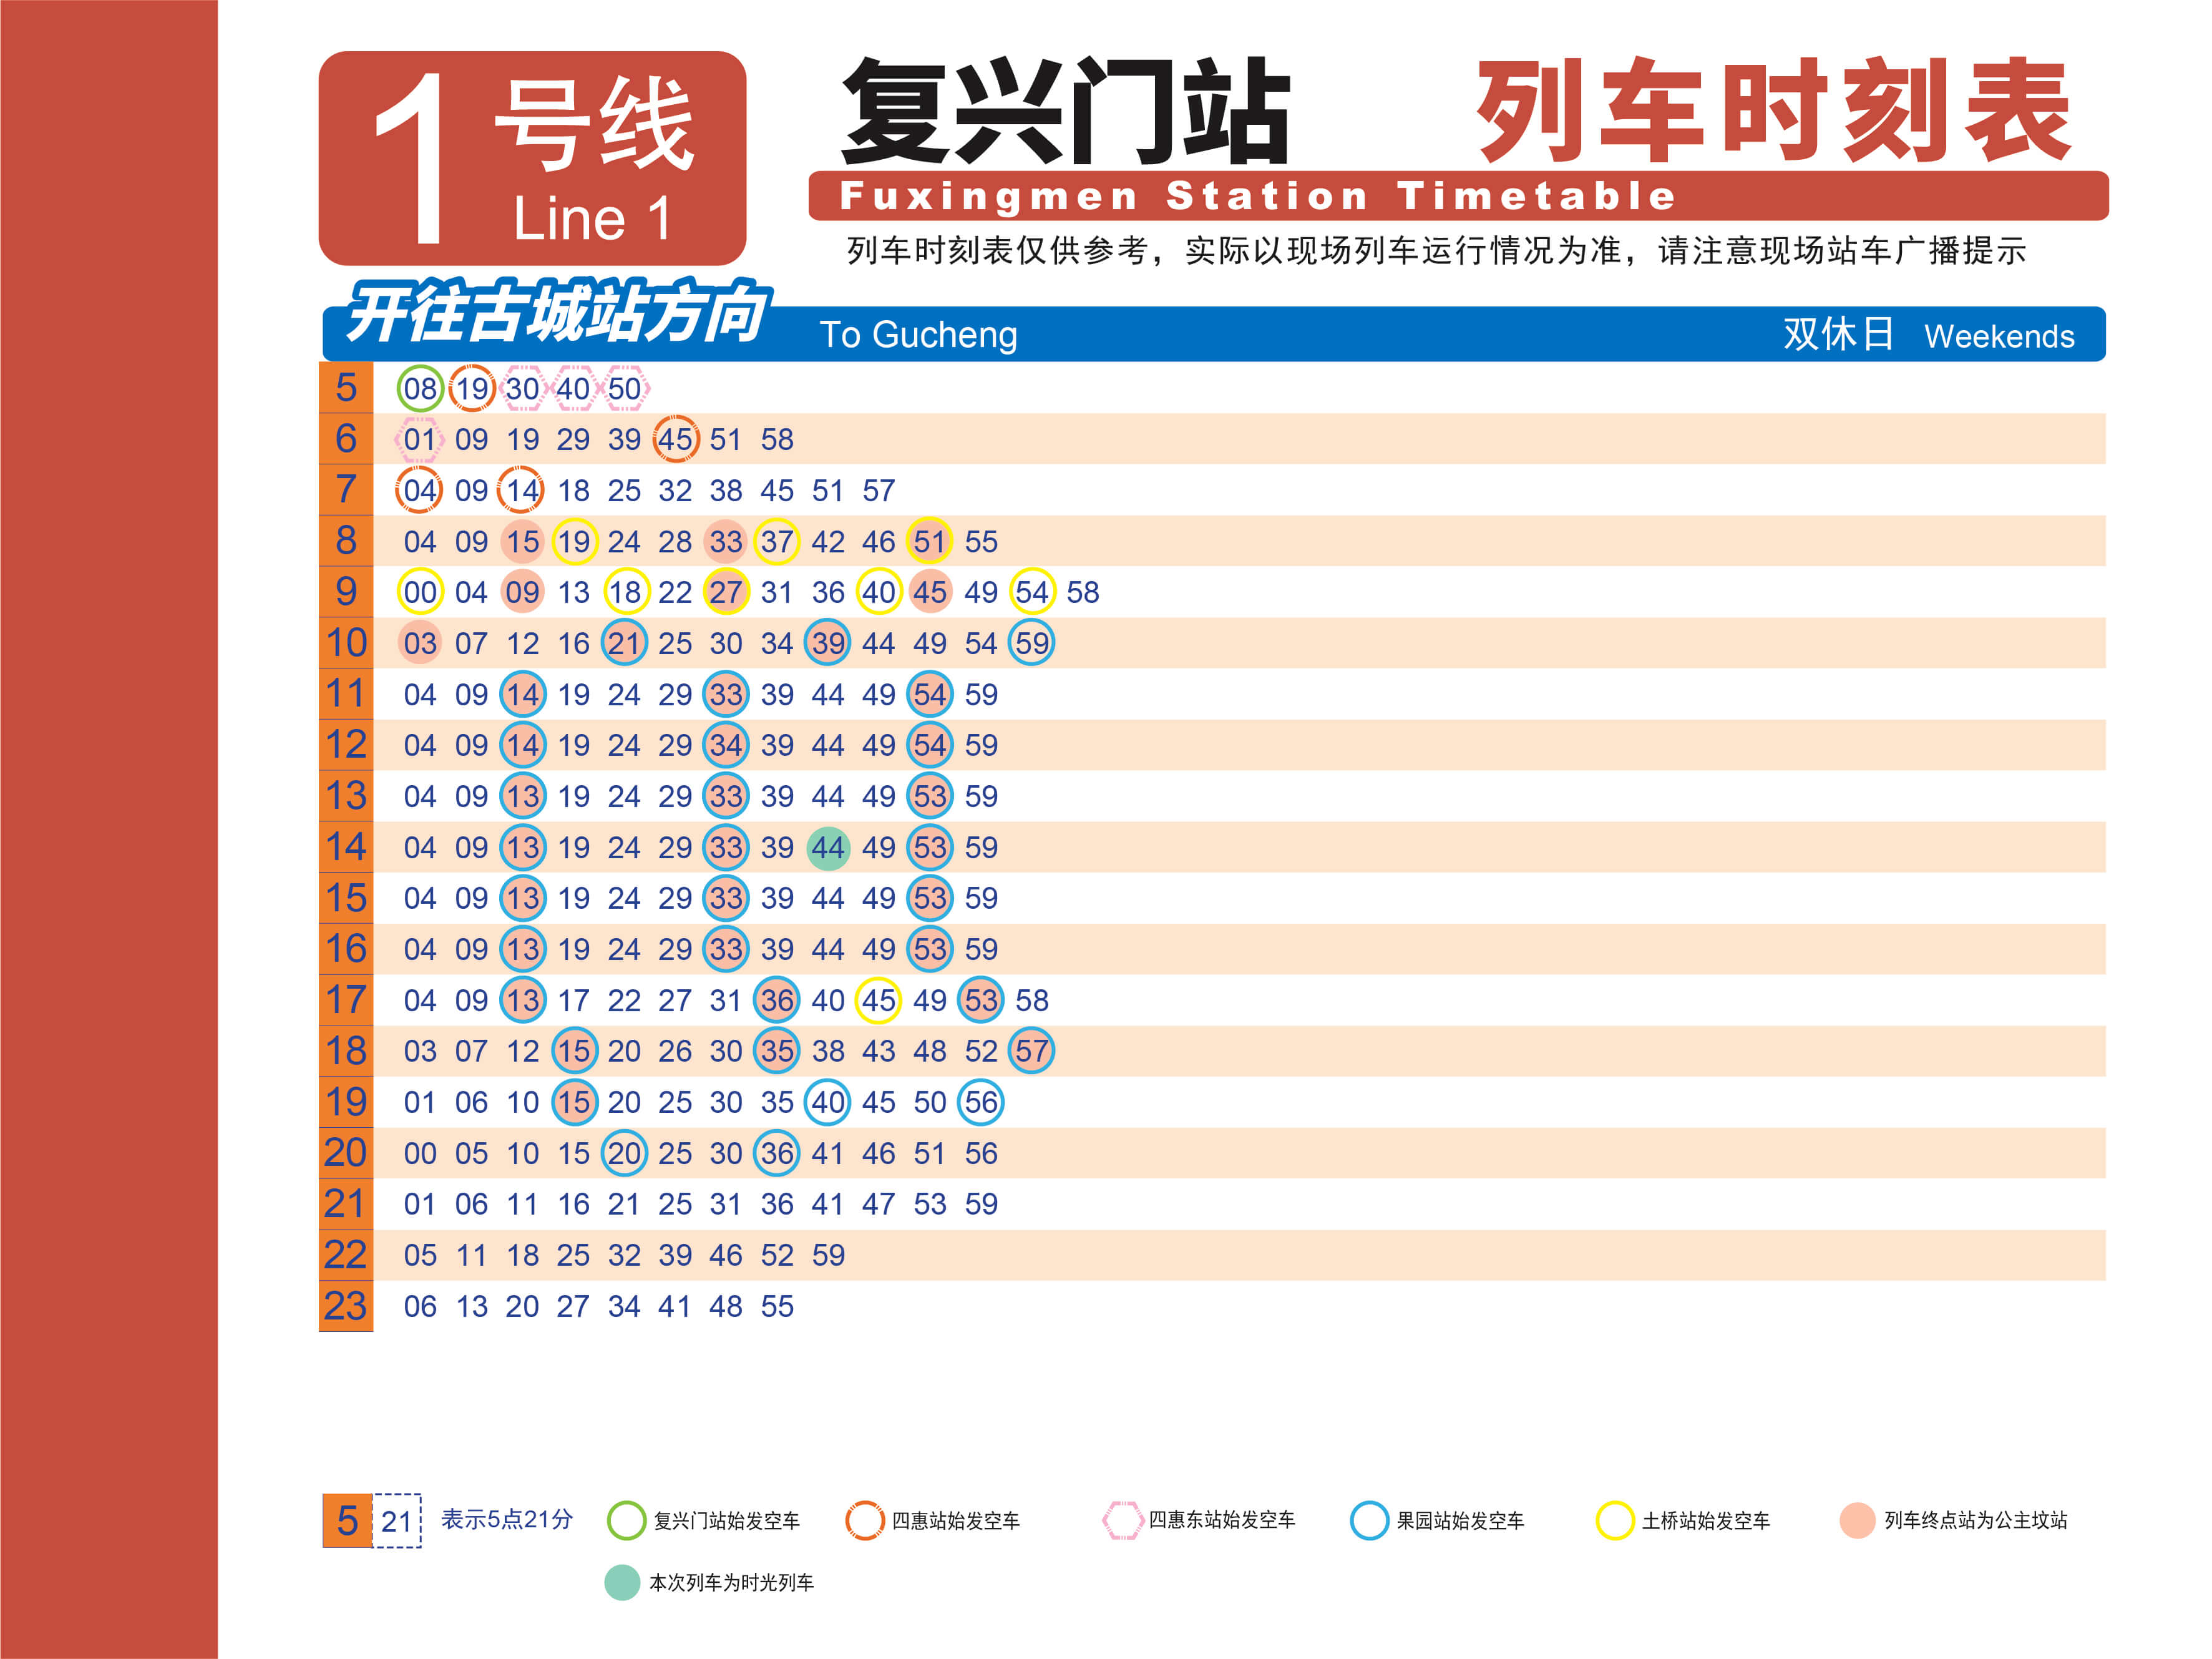 1号线
Line 1
复兴门站 列车时刻表
Fuxingmen Station Timetable
列车时刻表仅供参考，实际以现场列车运行情况为准，请注意现场站车广播提示
开往古城站方向 To Gucheng 双休日 Weekends
5 08 19 30 40 50
6 01 09 19 29 39 45 51 58
7 04 09 14 18 25 32 38 45 51 57
8 04 09 15 19 24 28 33 37 42 46 51 55
9 00 04 09 13 18 22 27 31 36 40 45 49 54 58
10 03 07 12 16 21 25 30 34 39 44 49 54 59
11 04 09 14 19 24 29 33 39 44 49 54 59
12 04 09 14 19 24 29 34 39 44 49 54 59
13 04 09 13 19 24 29 33 39 44 49 53 59
14 04 09 13 19 24 29 33 39 44 49 53 59
15 04 09 13 19 24 29 33 39 44 49 53 59
16 04 09 13 19 24 29 33 39 44 49 53 59
17 04 09 13 17 22 27 31 36 40 45 49 53 58
18 03 07 12 15 20 26 30 35 38 43 48 52 57
19 01 06 10 15 20 25 30 35 40 45 50 56
20 00 05 10 15 20 25 30 36 41 46 51 56
21 01 06 11 16 21 25 31 36 41 47 53 59
22 05 11 18 25 32 39 46 52 59
23 06 13 20 27 34 41 48 55
5 21 表示5点21分 复兴门站始发空车 四惠站始发空车 四惠东站始发空车 果园站始发空车 土桥站始发空车 列车终点站为公主坟站
本次列车为时光列车